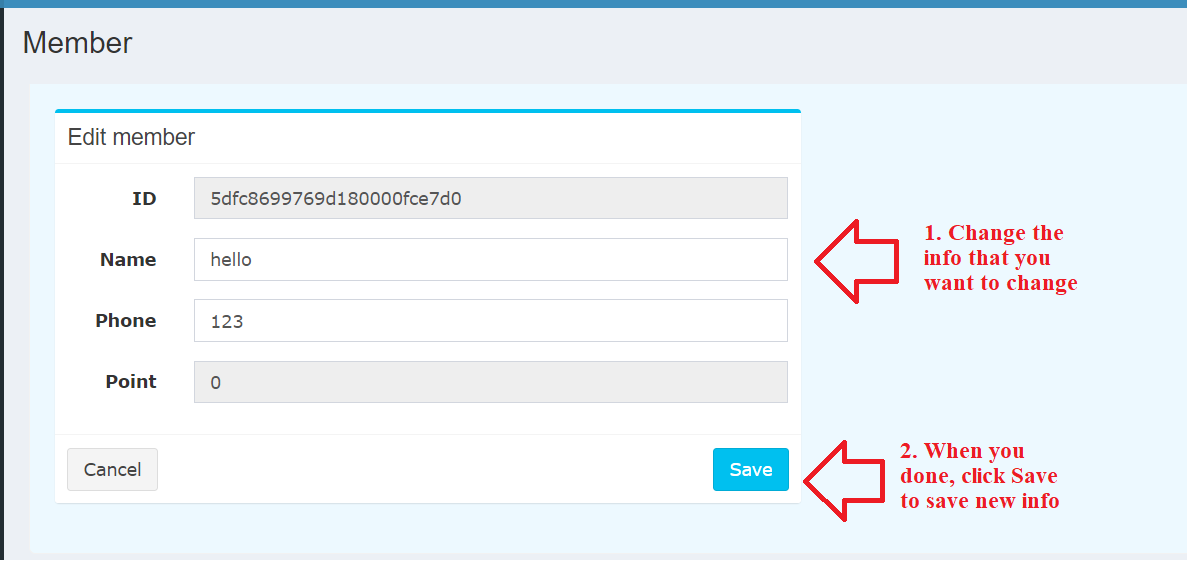 Member
Edit member
ID 5dfc8699769d180000fce7d0
Name hello
Phone 123
Point 0
Cancel Save
1. Change the
info that you
want to change
2. When you
done, click Save
to save new info